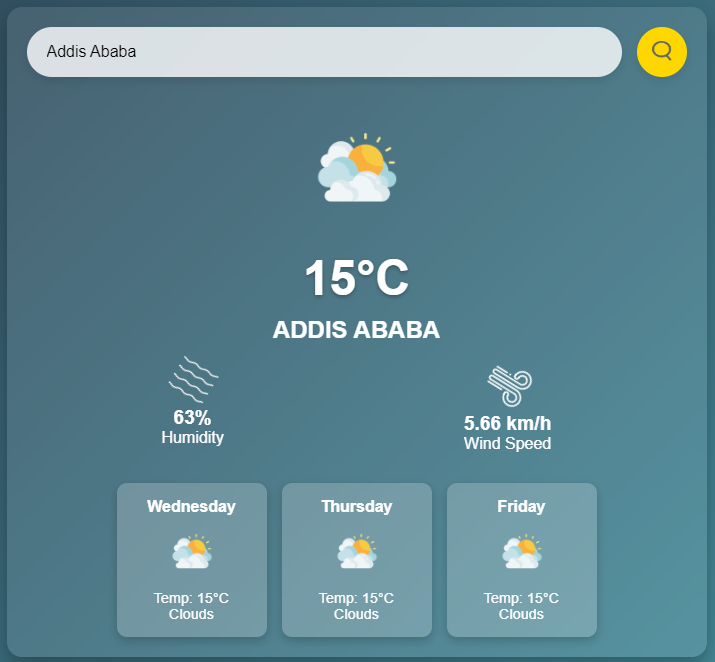 Addis Ababa
15°C
ADDIS ABABA
63%
Humidity
5.66 km/h
Wind Speed
Wednesday
Temp: 15°C
Clouds
Thursday
Temp: 15°C
Clouds
Friday
Temp: 15°C
Clouds